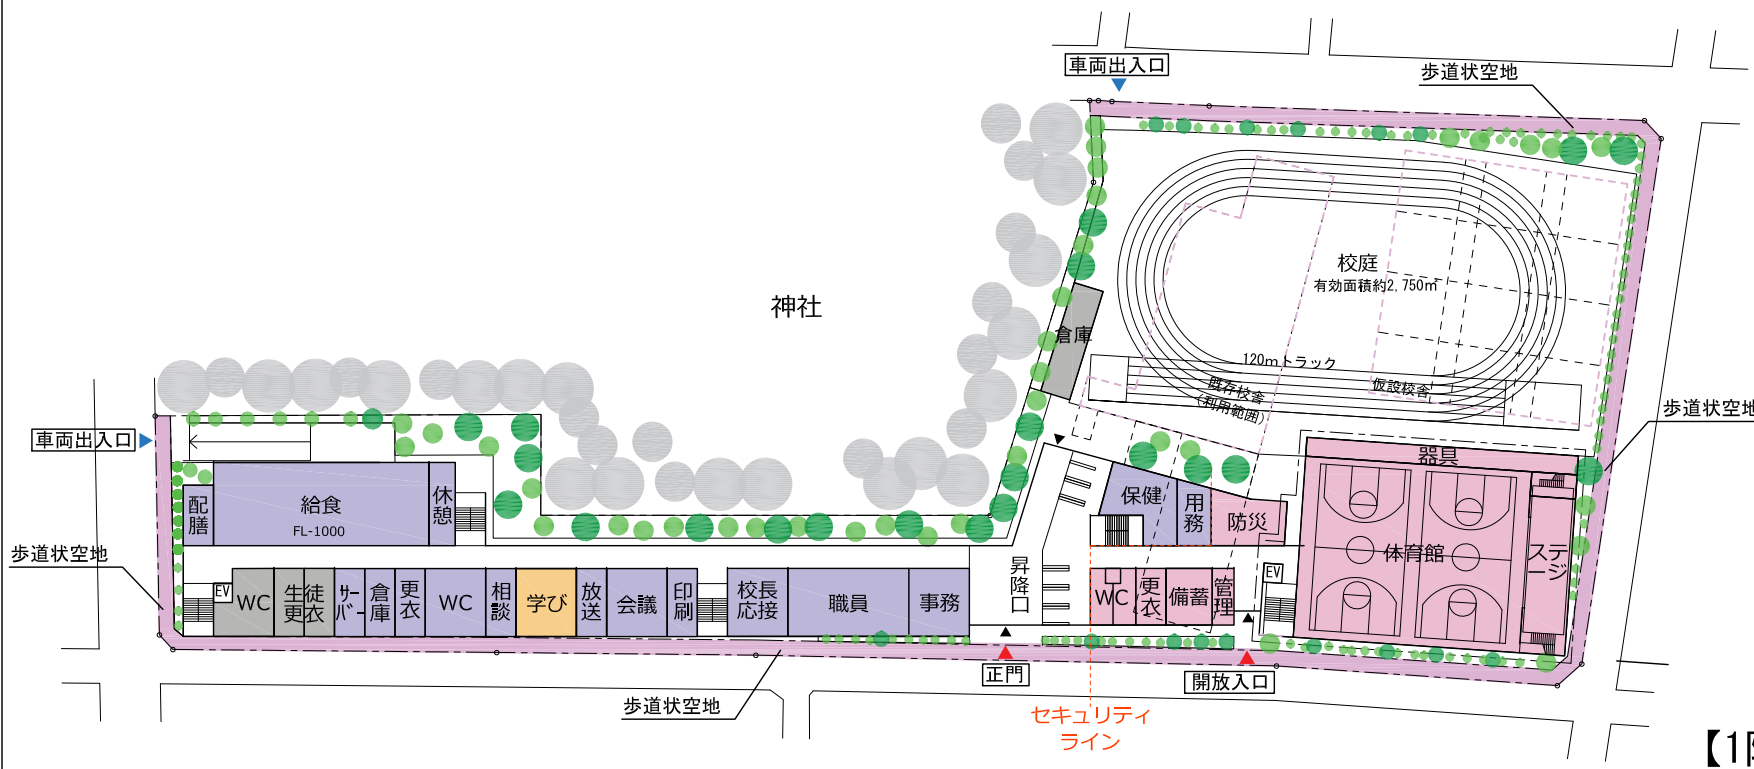 車両出入口
歩道状空地
神社
校庭
有効面積約2,750㎡
倉庫
120mトラック
既存校舎
(利用範囲)
仮設校舎
歩道状空地
車両出入口
器具
配膳
給食
FL-1000
休憩
保健
用務
防災
体育館
ステージ
歩道状空地
EV
WC
生徒更衣
サーバー
倉庫
更衣
WC
相談
学び
放送
会議
印刷
校長応接
職員
事務
昇降口
WC
更衣
備蓄
管理
EV
正門
開放入口
歩道状空地
セキュリティ
ライン
【1